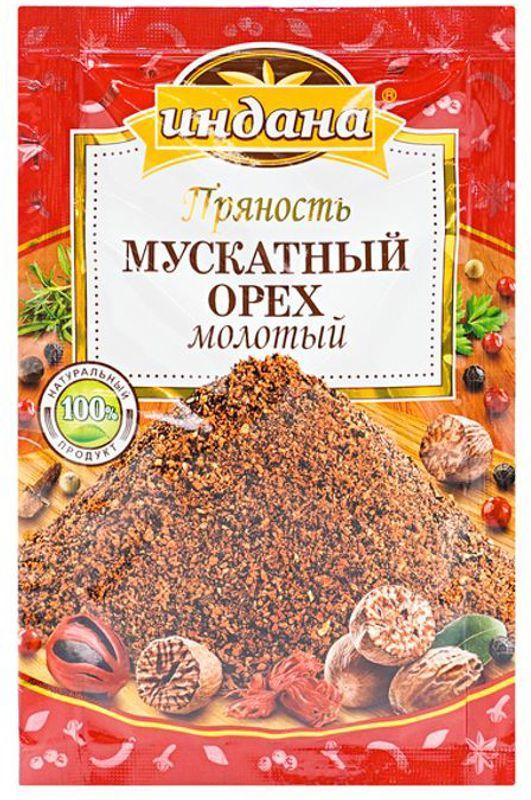 индана®
Пряность
МУСКАТНЫЙ
ОРЕХ
молотый
НАТУРАЛЬНЫЙ
100%
ПРОДУКТ